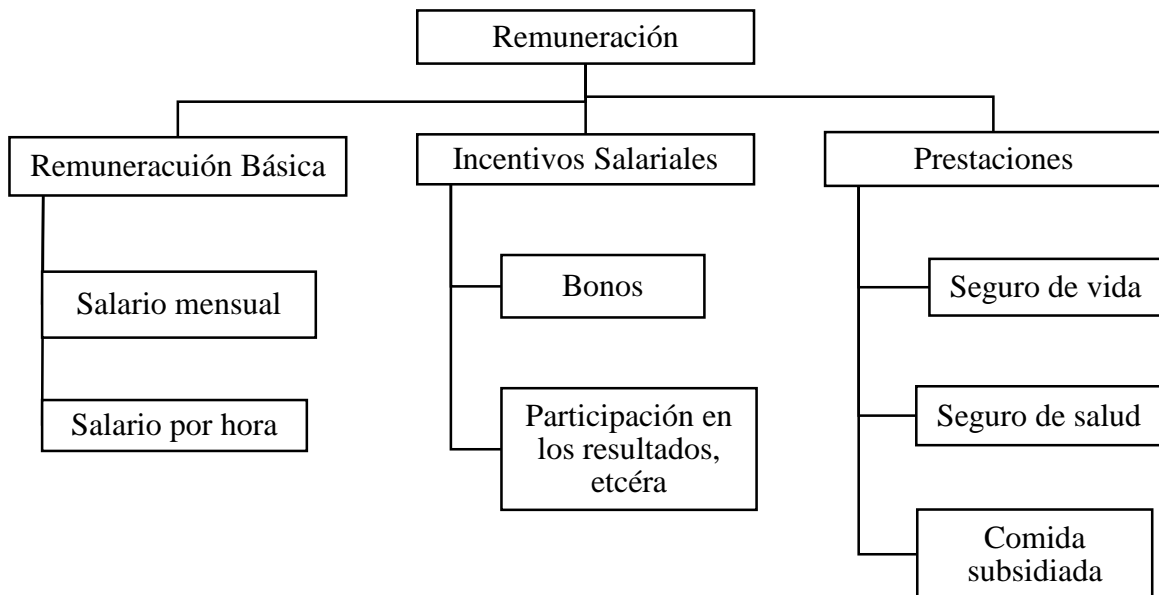 Remuneración
Remuneracuión Básica
Salario mensual
Salario por hora
Incentivos Salariales
Bonos
Participación en
los resultados,
etcéra
Prestaciones
Seguro de vida
Seguro de salud
Comida
subsidiada